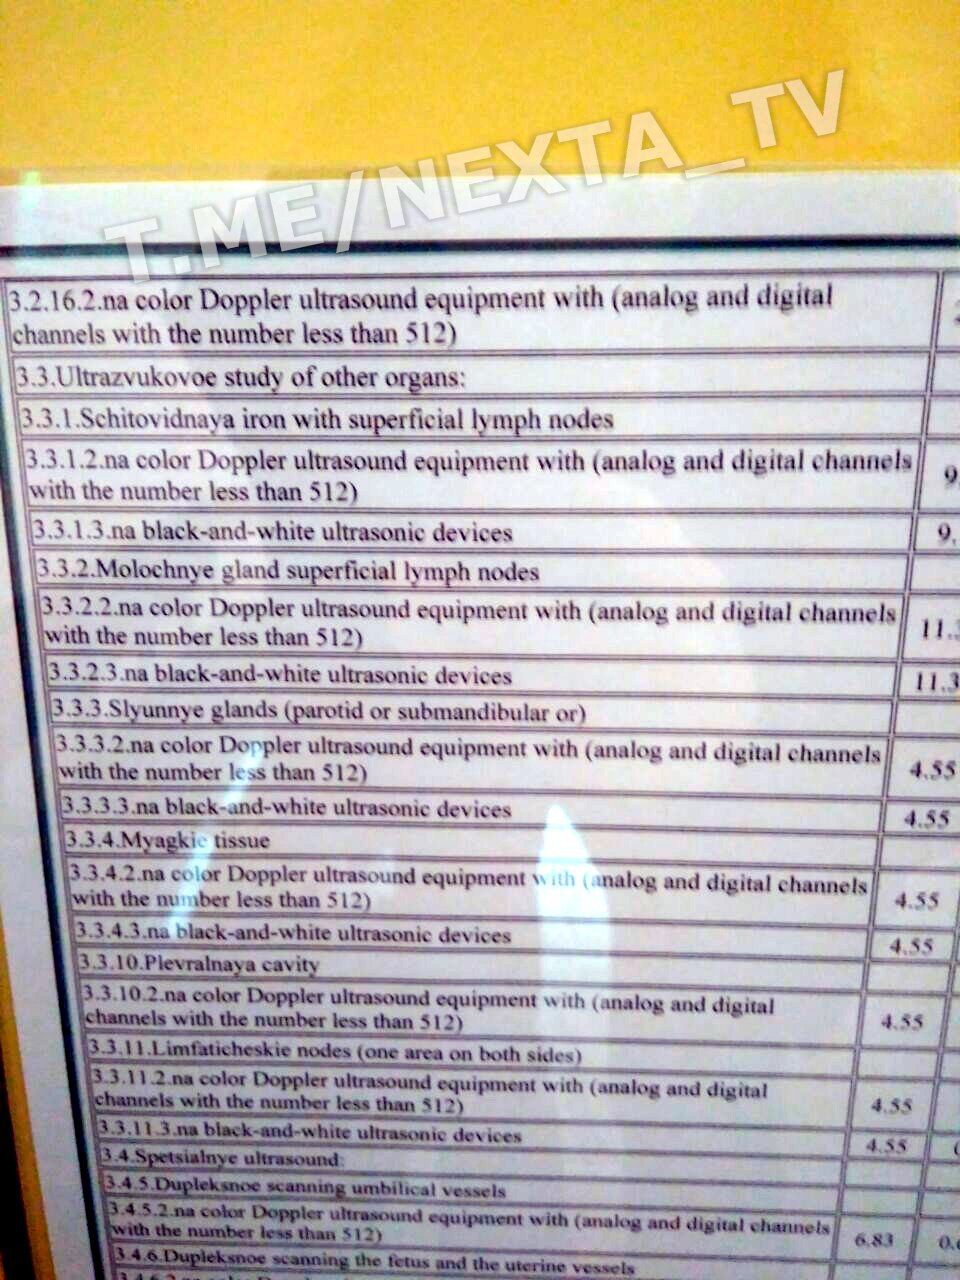 T.ME/NEXTA_TV
3.2.16.2.na color Doppler ultrasound equipment with (analog and digital
channels with the number less than 512)
3.3.Ultrazvukovoe study of other organs:
3.3.1.Schitovidnaya iron with superficial lymph nodes
3.3.1.2.na color Doppler ultrasound equipment with (analog and digital channels
with the number less than 512)
9.
3.3.1.3.na black-and-white ultrasonic devices
9.
3.3.2.Molochnye gland superficial lymph nodes
3.3.2.2.na color Doppler ultrasound equipment with (analog and digital channels
with the number less than 512)
11.3
3.3.2.3.na black-and-white ultrasonic devices
11.3
3.3.3.Slyunnye glands (parotid or submandibular or)
3.3.3.2.na color Doppler ultrasound equipment with (analog and digital channels
with the number less than 512)
4.55
3.3.3.3.na black-and-white ultrasonic devices
4.55
3.3.4.Myagkie tissue
3.3.4.2.na color Doppler ultrasound equipment with (analog and digital channels
with the number less than 512)
4.55
3.3.4.3.na black-and-white ultrasonic devices
4.55
3.3.10.Plevralnaya cavity
3.3.10.2.na color Doppler ultrasound equipment with (analog and digital
channels with the number less than 512)
4.55
3.3.11.Limfaticheskie nodes (one area on both sides)
3.3.11.2.na color Doppler ultrasound equipment with (analog and digital
channels with the number less than 512)
4.55
3.3.11.3.na black-and-white ultrasonic devices
4.55
3.4.Spetsialnye ultrasound:
3.4.5.Dupleksnoe scanning umbilical vessels
3.4.5.2.na color Doppler ultrasound equipment with (analog and digital channels
with the number less than 512)
6.83 0.
3.4.6.Dupleksnoe scanning the fetus and the uterine vessels